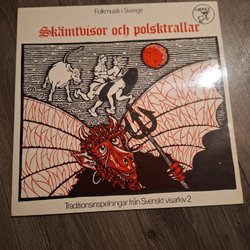 Folkmusik i Sverige
Skämtvisor och polsktrallar
Traditionsinspelningar från Svenskt visarkiv 2